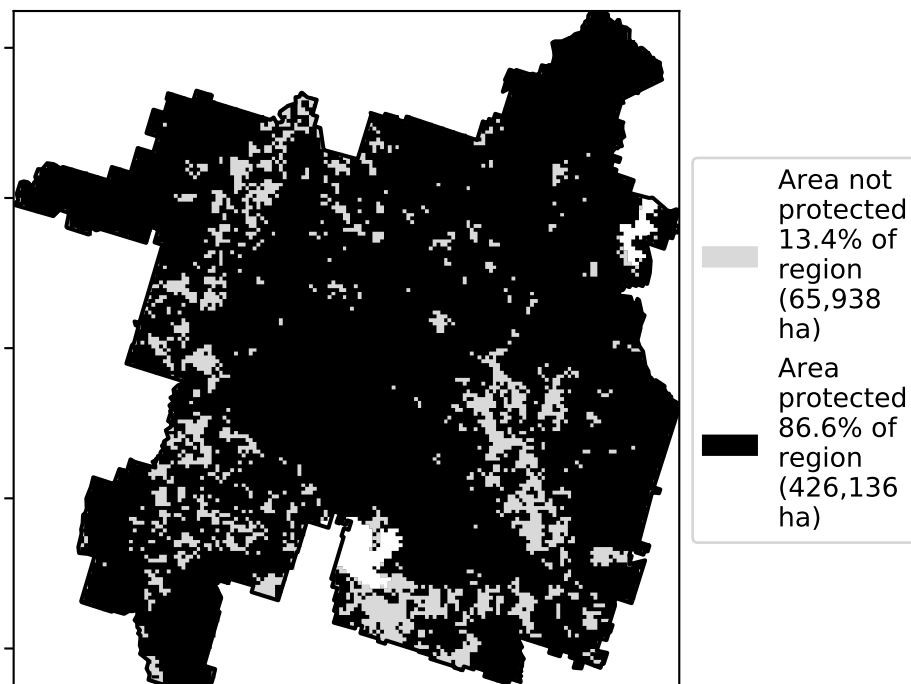 Area not
protected
13.4% of
region
(65,938
ha)
Area
protected
86.6% of
region
(426,136
ha)